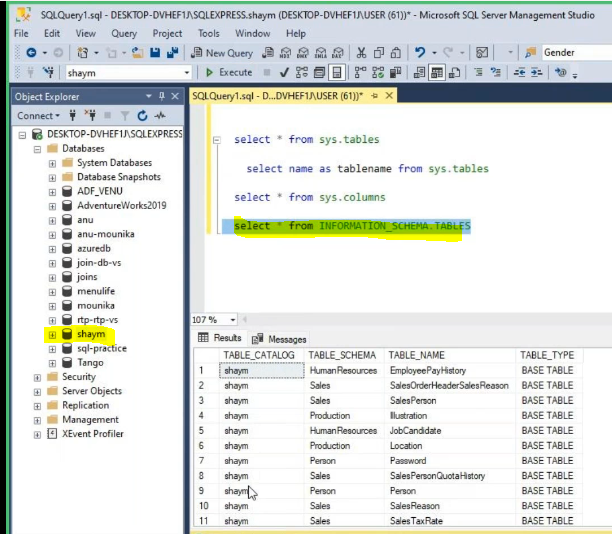 SQLQuery1.sql - DESKTOP-DVHEF1J\SQLEXPRESS.shaym (DESKTOP-DVHEF1J\USER (61))* - Microsoft SQL Server Management Studio
File Edit View Query Project Tools Window Help
New Query
Gender
shaym
Execute
Object Explorer
SQLQuery1.sql - D...DVHEF1J\USER (61))*
Connect
DESKTOP-DVHEF1J\SQLEXPRESS
Databases
System Databases
Database Snapshots
ADF_VENU
AdventureWorks2019
anu
anu-mounika
azuredb
join-db-vs
joins
menulife
mounika
rtp-rtp-vs
shaym
sql-practice
Tango
Security
Server Objects
Replication
Management
XEvent Profiler
select * from sys.tables
select name as tablename from sys.tables
select * from sys.columns
select * from INFORMATION_SCHEMA.TABLES
107 %
Results Messages
TABLE_CATALOG TABLE_SCHEMA TABLE_NAME TABLE_TYPE
1 shaym HumanResources EmployeePayHistory BASE TABLE
2 shaym Sales SalesOrderHeaderSalesReason BASE TABLE
3 shaym Sales SalesPerson BASE TABLE
4 shaym Production Illustration BASE TABLE
5 shaym HumanResources JobCandidate BASE TABLE
6 shaym Production Location BASE TABLE
7 shaym Person Password BASE TABLE
8 shaym Sales SalesPersonQuotaHistory BASE TABLE
9 shaym Person Person BASE TABLE
10 shaym Sales SalesReason BASE TABLE
11 shaym Sales SalesTaxRate BASE TABLE